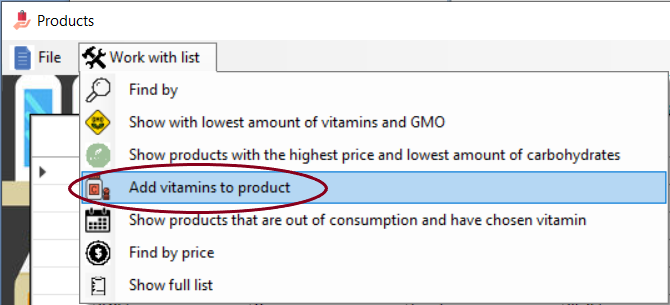 Products
File Work with list
Find by
Show with lowest amount of vitamins and GMO
Show products with the highest price and lowest amount of carbohydrates
Add vitamins to product
Show products that are out of consumption and have chosen vitamin
Find by price
Show full list